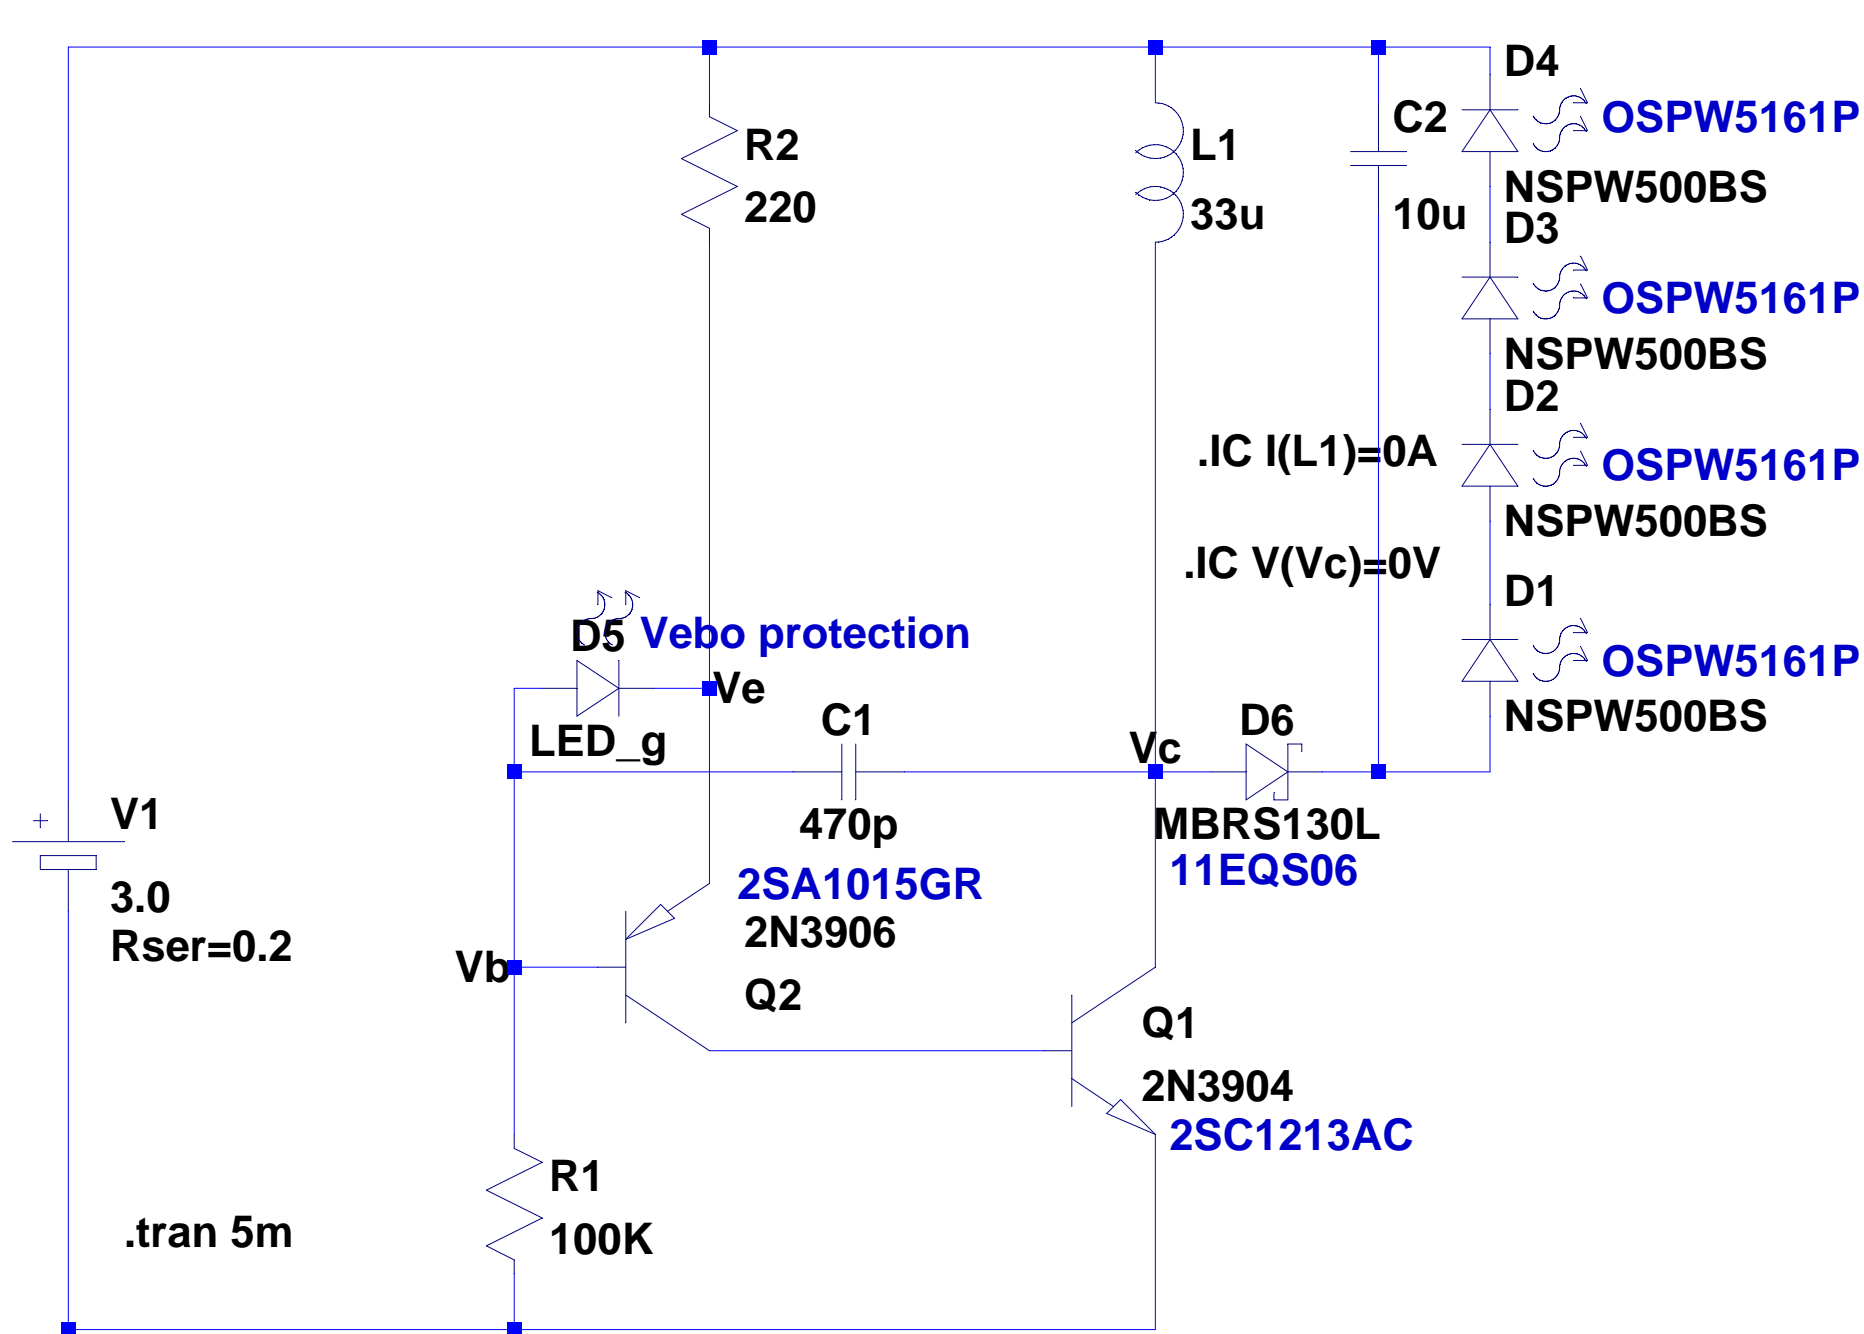 D4
OSPW5161P
NSPW500BS
C2
10u
R2
220
L1
33u
D3
OSPW5161P
NSPW500BS
D2
OSPW5161P
NSPW500BS
.IC I(L1)=0A
.IC V(Vc)=0V
D1
OSPW5161P
NSPW500BS
D5
Vebo protection
LED_g
Ve
C1
470p
Vc
D6
MBRS130L
11EQS06
+
V1
3.0
Rser=0.2
2SA1015GR
2N3906
Q2
Vb
Q1
2N3904
2SC1213AC
R1
100K
.tran 5m